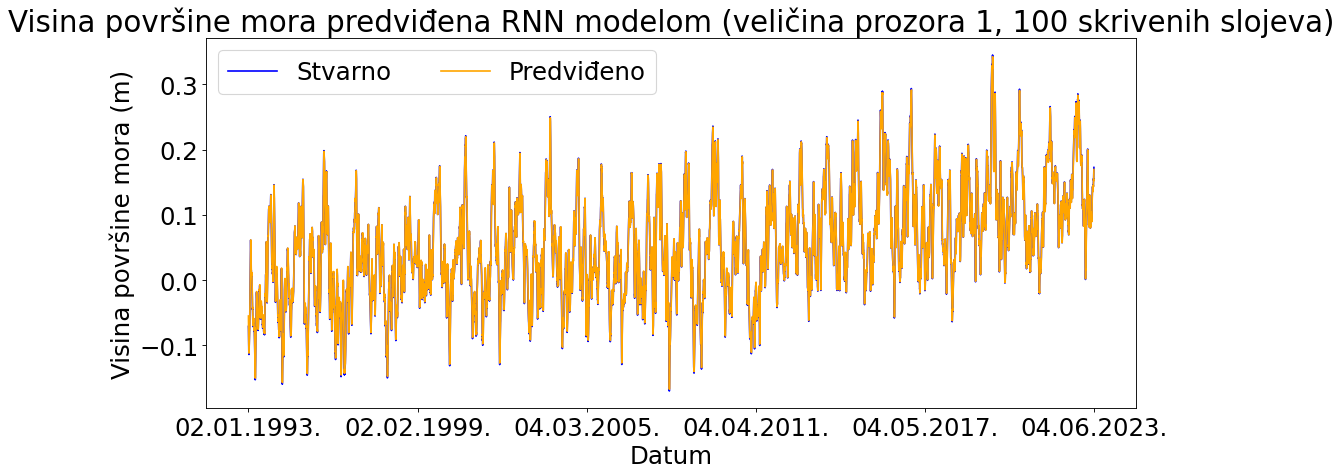 Visina površine mora predviđena RNN modelom (veličina prozora 1, 100 skrivenih slojeva)
Stvarno
Predviđeno
Visina površine mora (m)
0.3
0.2
0.1
0.0
−0.1
02.01.1993.
02.02.1999.
04.03.2005.
04.04.2011.
04.05.2017.
04.06.2023.
Datum